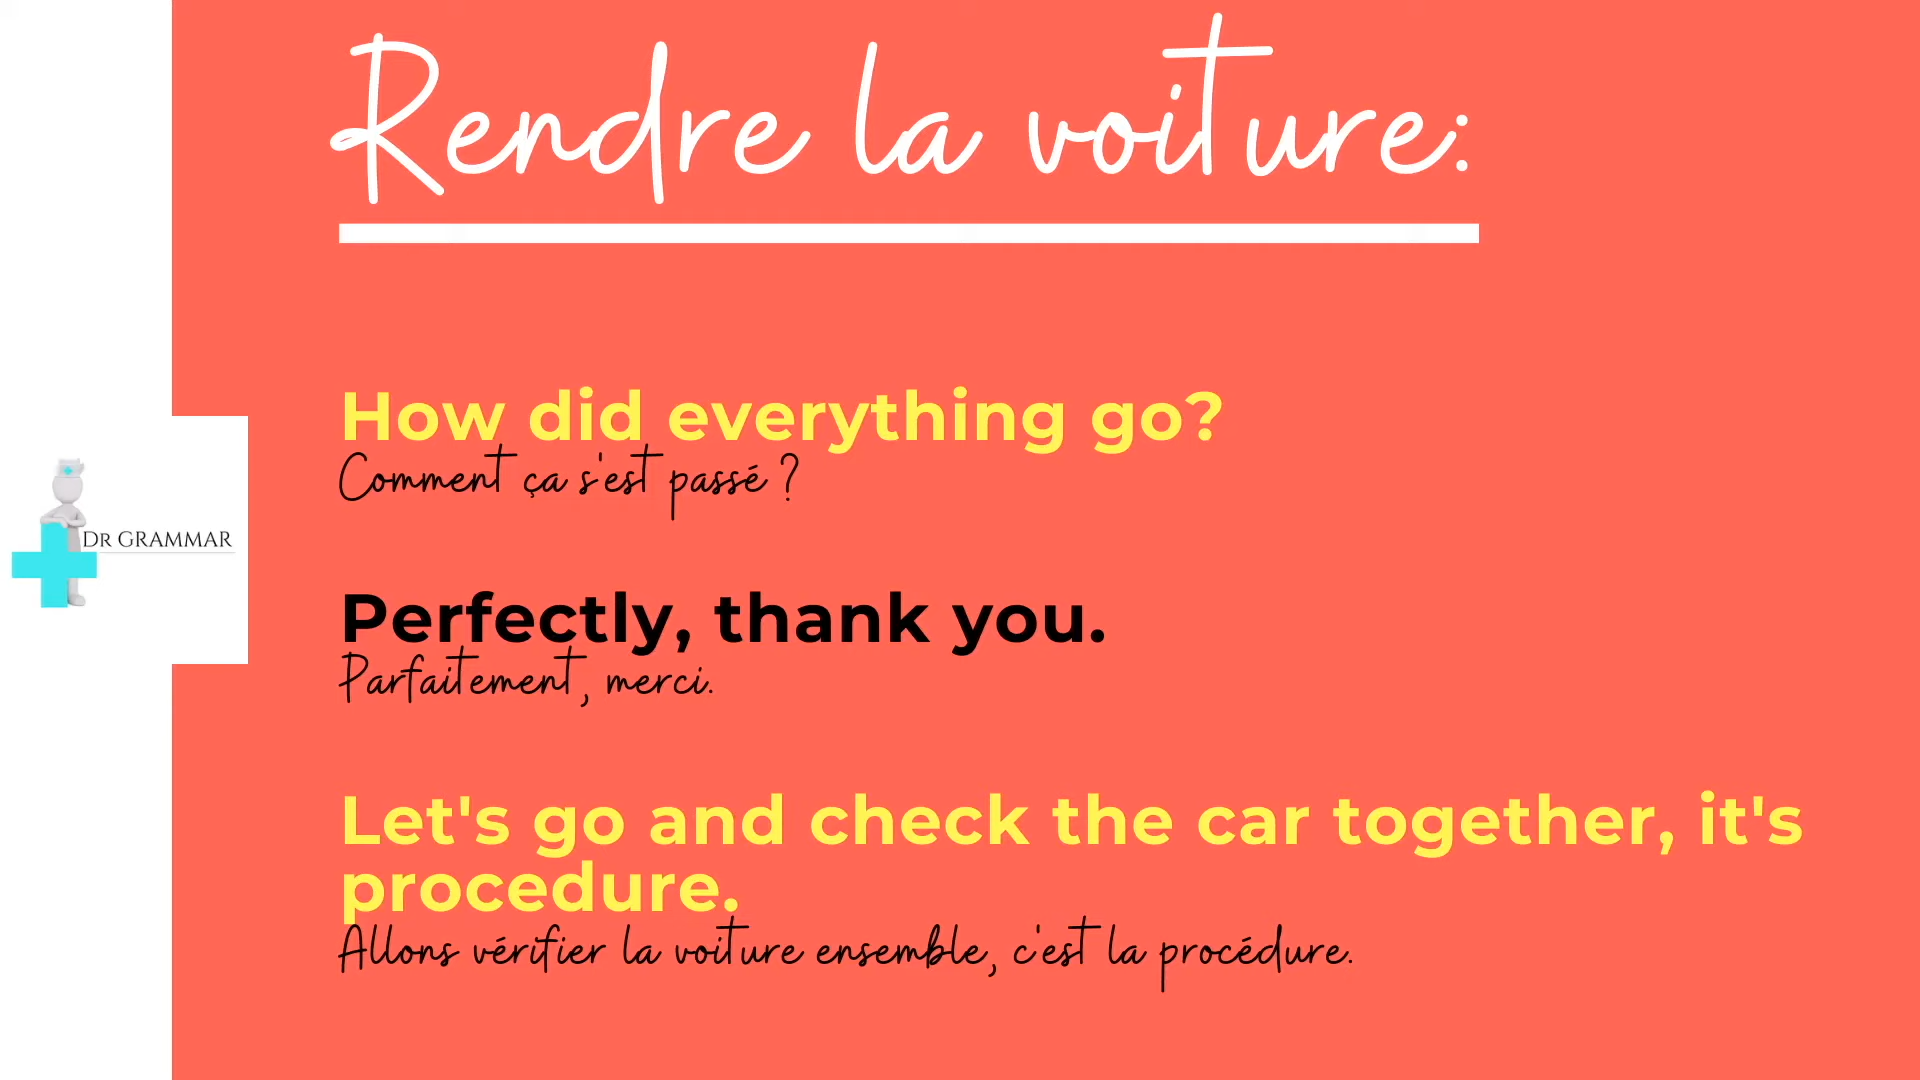 Rendre la voiture:
How did everything go?
Comment ça s'est passé ?
DR GRAMMAR
Perfectly, thank you.
Parfaitement, merci.
Let's go and check the car together, it's
procedure.
Allons vérifier la voiture ensemble, c'est la procédure.